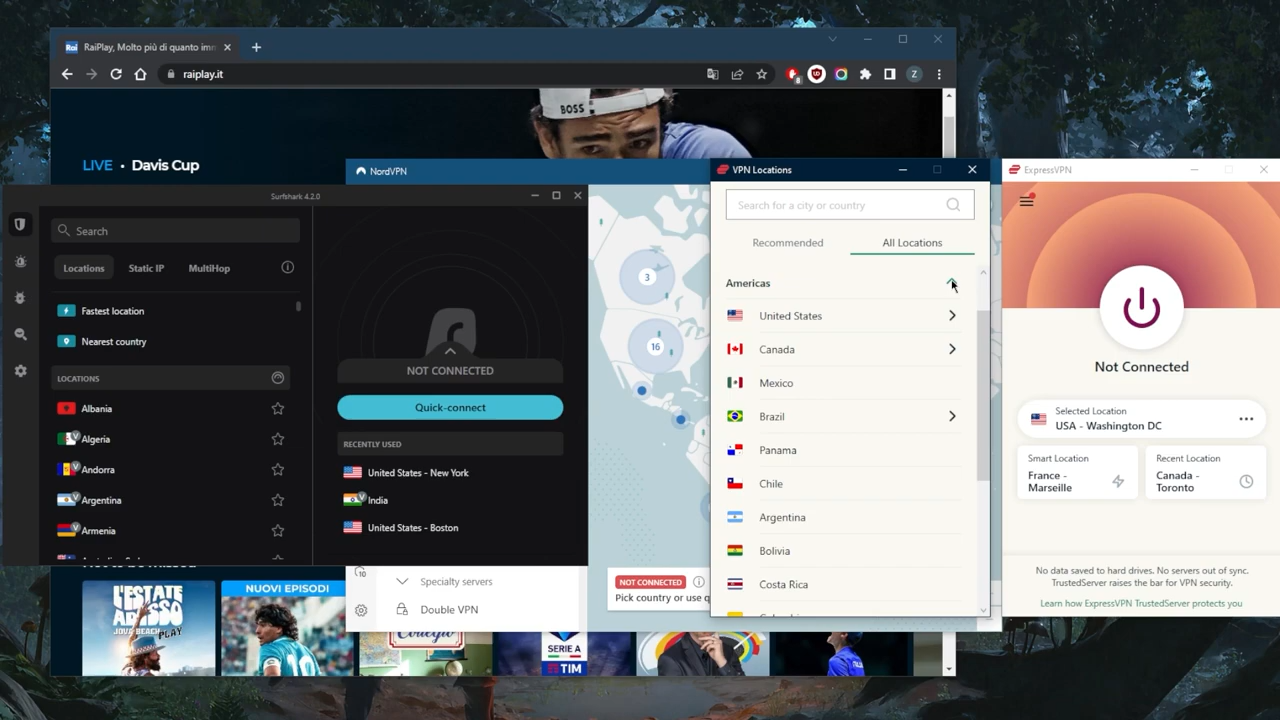 RaiPlay, Molto più di quanto imm
raiplay.it
BOSS
LIVE • Davis Cup
NordVPN
Surfshark 4.2.0
Search
Locations
Static IP
MultiHop
Fastest location
Nearest country
LOCATIONS
Albania
Algeria
Andorra
Argentina
Armenia
NOT CONNECTED
Quick-connect
RECENTLY USED
United States - New York
India
United States - Boston
3
16
Specialty servers
Double VPN
NOT CONNECTED
Pick country or use q
VPN Locations
Search for a city or country
Recommended
All Locations
Americas
United States
Canada
Mexico
Brazil
Panama
Chile
Argentina
Bolivia
Costa Rica
ExpressVPN
Not Connected
Selected Location
USA - Washington DC
Smart Location
France -
Marseille
Recent Location
Canada -
Toronto
No data saved to hard drives. No servers out of sync.
TrustedServer raises the bar for VPN security.
Learn how ExpressVPN TrustedServer protects you
L'ESTATE
ADDOSSO
JOVA BEACH
PLAY
NUOVI EPISODI
10
Collegio
SERIE A
TIM